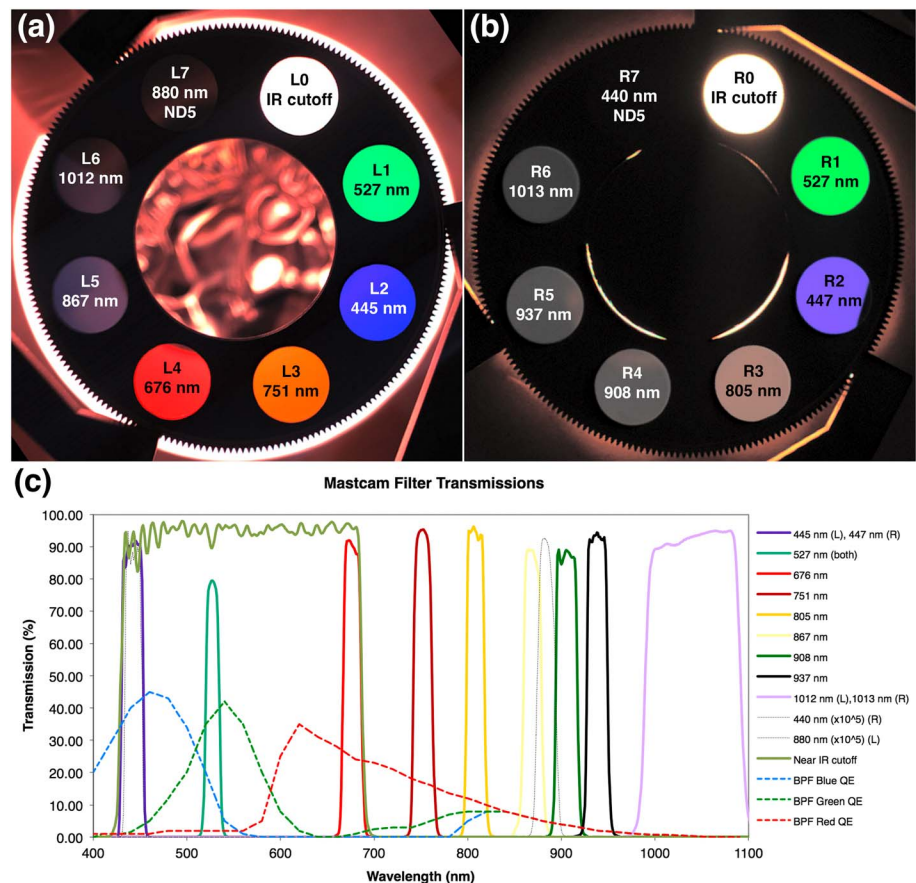 (a)
L7
880 nm
ND5
L0
IR cutoff
L6
1012 nm
L1
527 nm
L5
867 nm
L2
445 nm
L4
676 nm
L3
751 nm
(b)
R7
440 nm
ND5
R0
IR cutoff
R6
1013 nm
R1
527 nm
R5
937 nm
R2
447 nm
R4
908 nm
R3
805 nm
(c)
Mastcam Filter Transmissions
Transmission (%)
100.00
90.00
80.00
70.00
60.00
50.00
40.00
30.00
20.00
10.00
0.00
400 500 600 700 800 900 1000 1100
Wavelength (nm)
445 nm (L), 447 nm (R)
527 nm (both)
676 nm
751 nm
805 nm
867 nm
908 nm
937 nm
1012 nm (L),1013 nm (R)
440 nm (x10^5) (R)
880 nm (x10^5) (L)
Near IR cutoff
BPF Blue QE
BPF Green QE
BPF Red QE